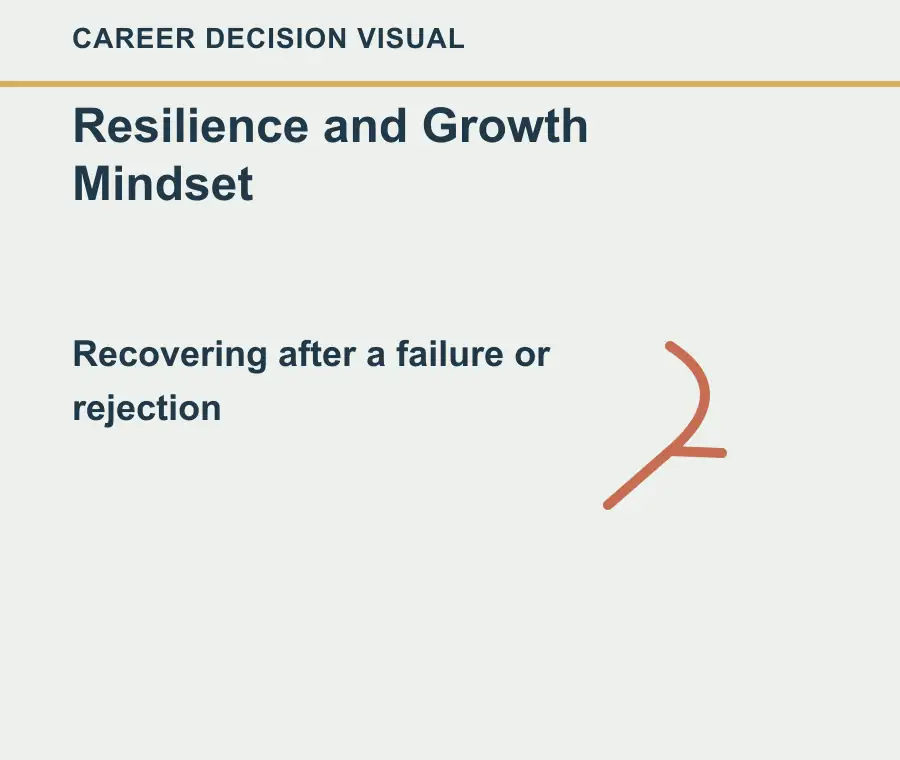 CAREER DECISION VISUAL
Resilience and Growth
Mindset
Recovering after a failure or
rejection